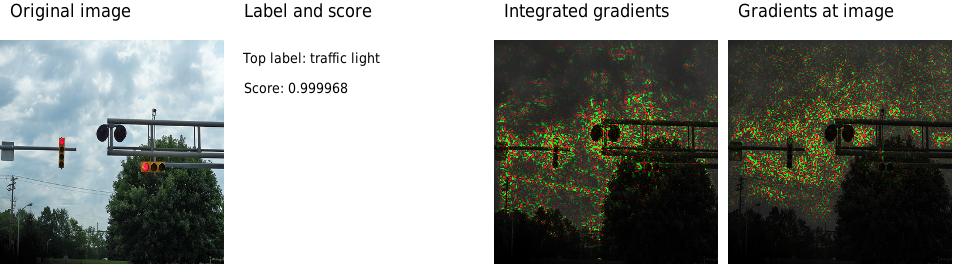 Original image
Label and score
Integrated gradients
Gradients at image
Top label: traffic light
Score: 0.999968